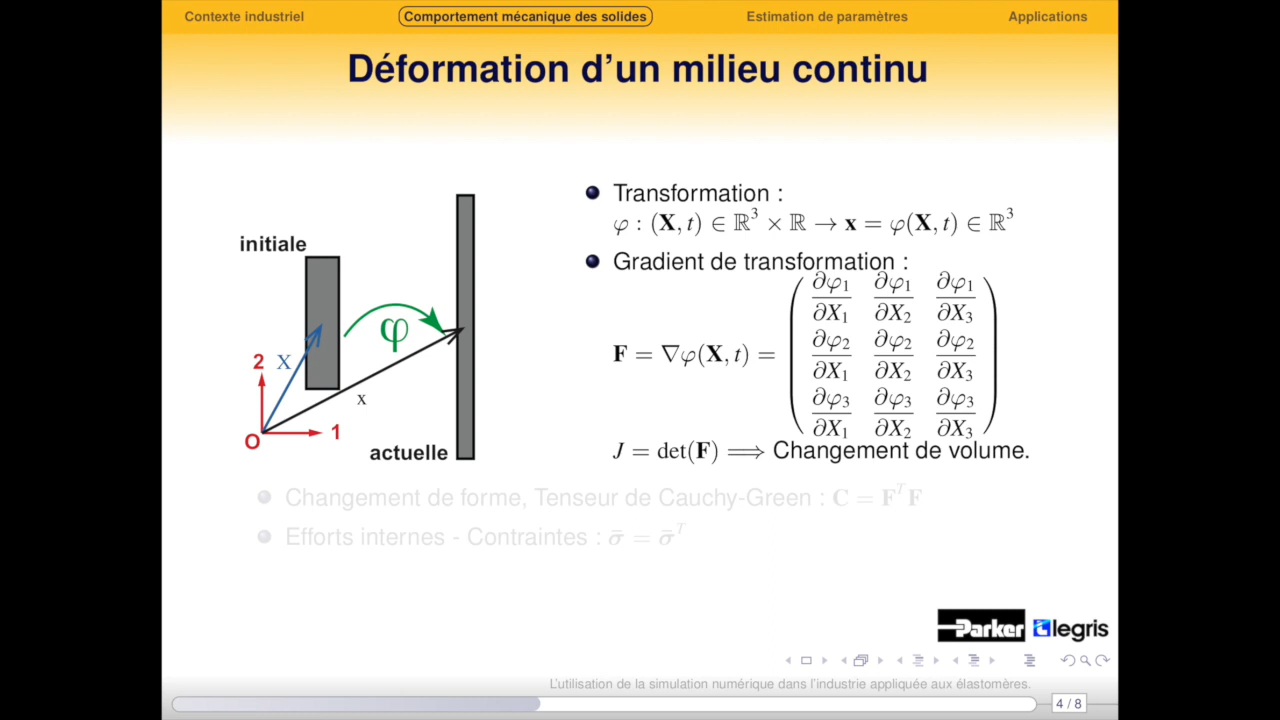 Contexte industriel
Comportement mécanique des solides
Estimation de paramètres
Applications
Déformation d'un milieu continu
initiale
φ
2
X
x
O
1
actuelle
Transformation :
φ : (X, t) ∈ ℝ³ × ℝ → x = φ(X, t) ∈ ℝ³
Gradient de transformation :
F = ∇φ(X, t) =
∂φ₁/∂X₁ ∂φ₁/∂X₂ ∂φ₁/∂X₃
∂φ₂/∂X₁ ∂φ₂/∂X₂ ∂φ₂/∂X₃
∂φ₃/∂X₁ ∂φ₃/∂X₂ ∂φ₃/∂X₃
J = det(F) ⟹ Changement de volume.
Changement de forme, Tenseur de Cauchy-Green : C = Fᵀ F
Efforts internes - Contraintes : σ̄ = σ̄ᵀ
Parker legris
L'utilisation de la simulation numérique dans l'industrie appliquée aux élastomères.
4 / 8